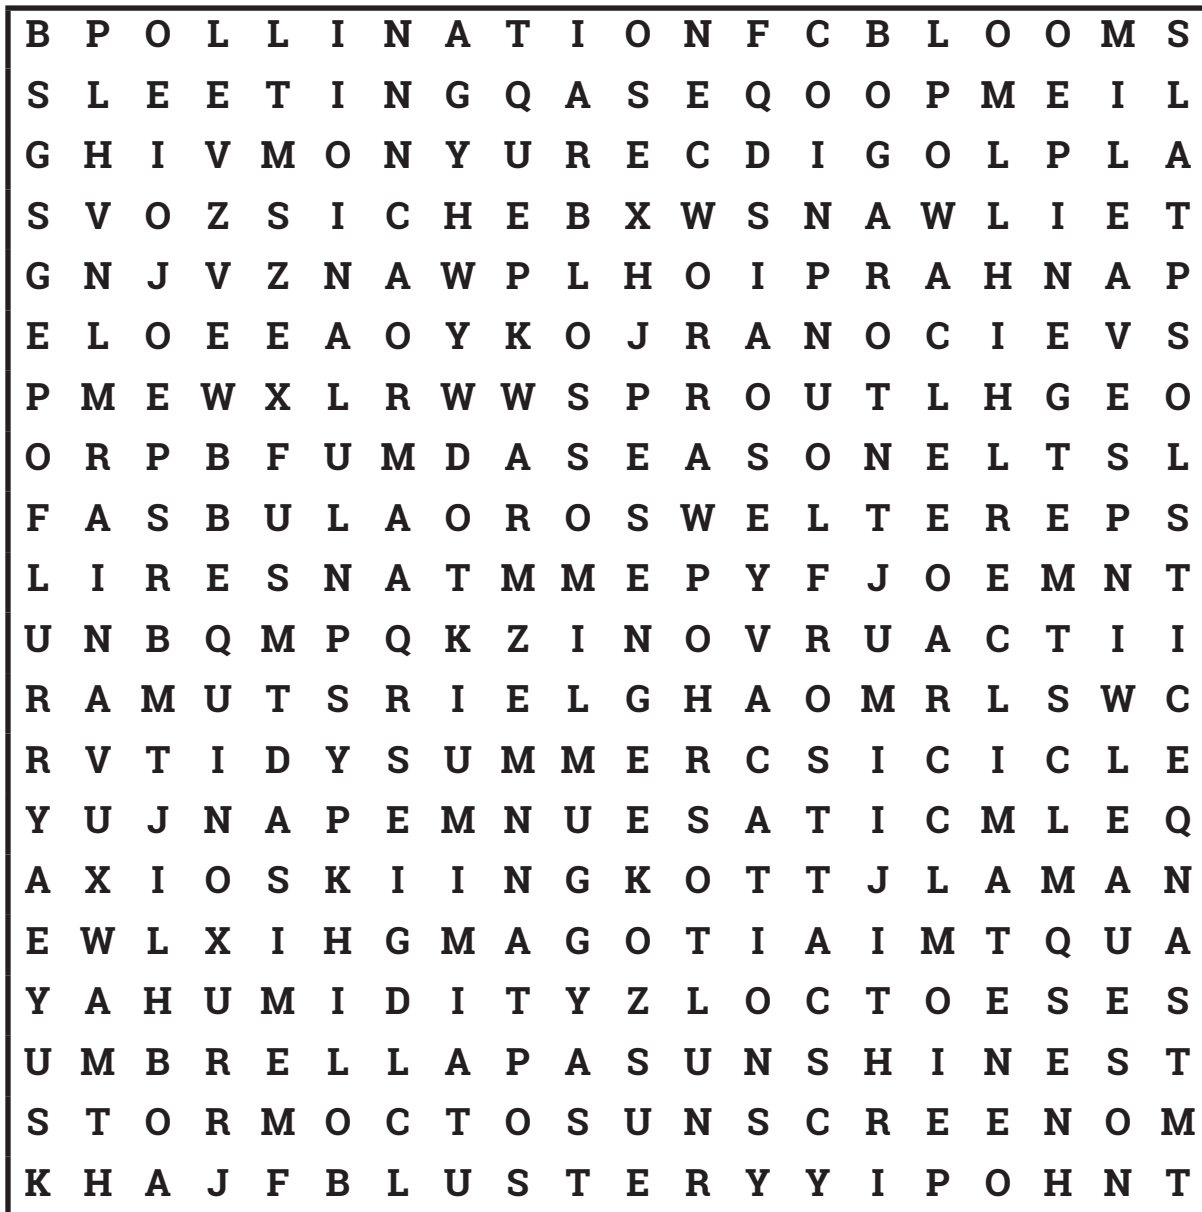 B P O L L I N A T I O N F C B L O O M S
S L E E T I N G Q A S E Q O O P M E I L
G H I V M O N Y U R E C D I G O L P L A
S V O Z S I C H E B X W S N A W L I E T
G N J V Z N A W P L H O I P R A H N A P
E L O E E A O Y K O J R A N O C I E V S
P M E W X L R W W S P R O U T L H G E O
O R P B F U M D A S E A S O N E L T S L
F A S B U L A O R O S W E L T E R E P S
L I R E S N A T M M E P Y F J O E M N T
U N B Q M P Q K Z I N O V R U A C T I I
R A M U T S R I E L G H A O M R L S W C
R V T I D Y S U M M E R C S I C I C L E
Y U J N A P E M N U E S A T I C M L E Q
A X I O S K I I N G K O T T J L A M A N
E W L X I H G M A G O T I A I M T Q U A
Y A H U M I D I T Y Z L O C T O E S E S
U M B R E L L A P A S U N S H I N E S T
S T O R M O C T O S U N S C R E E N O M
K H A J F B L U S T E R Y Y I P O H N T